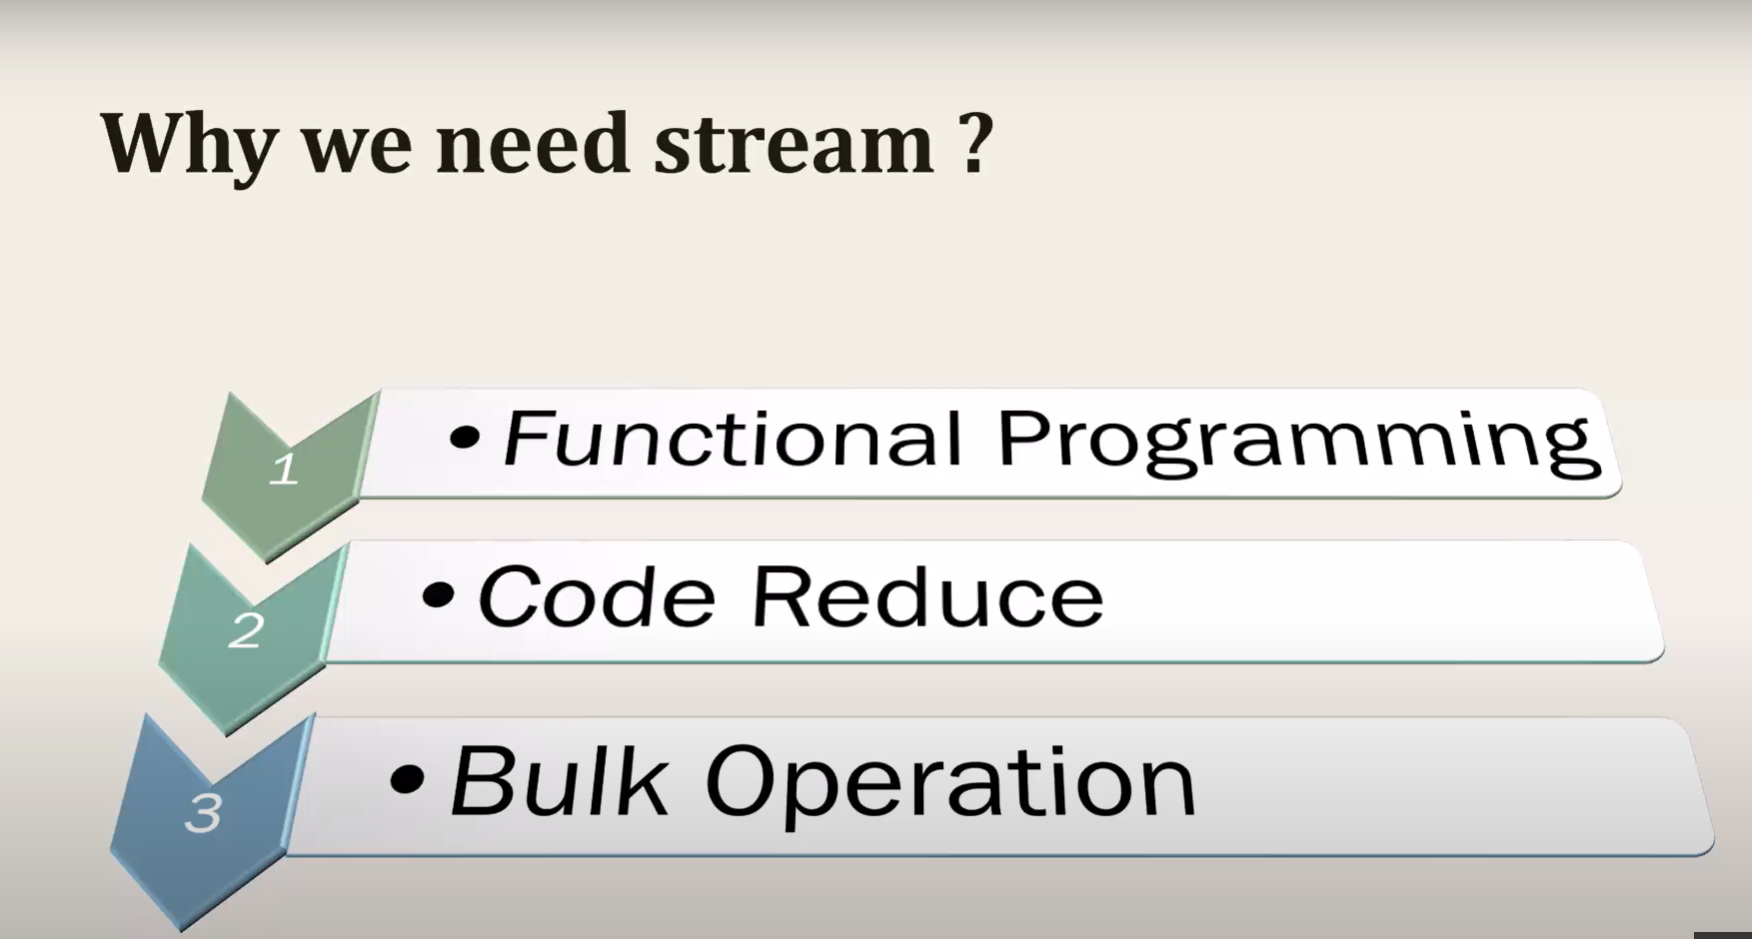 Why we need stream ?
1
• Functional Programming
2
• Code Reduce
3
• Bulk Operation